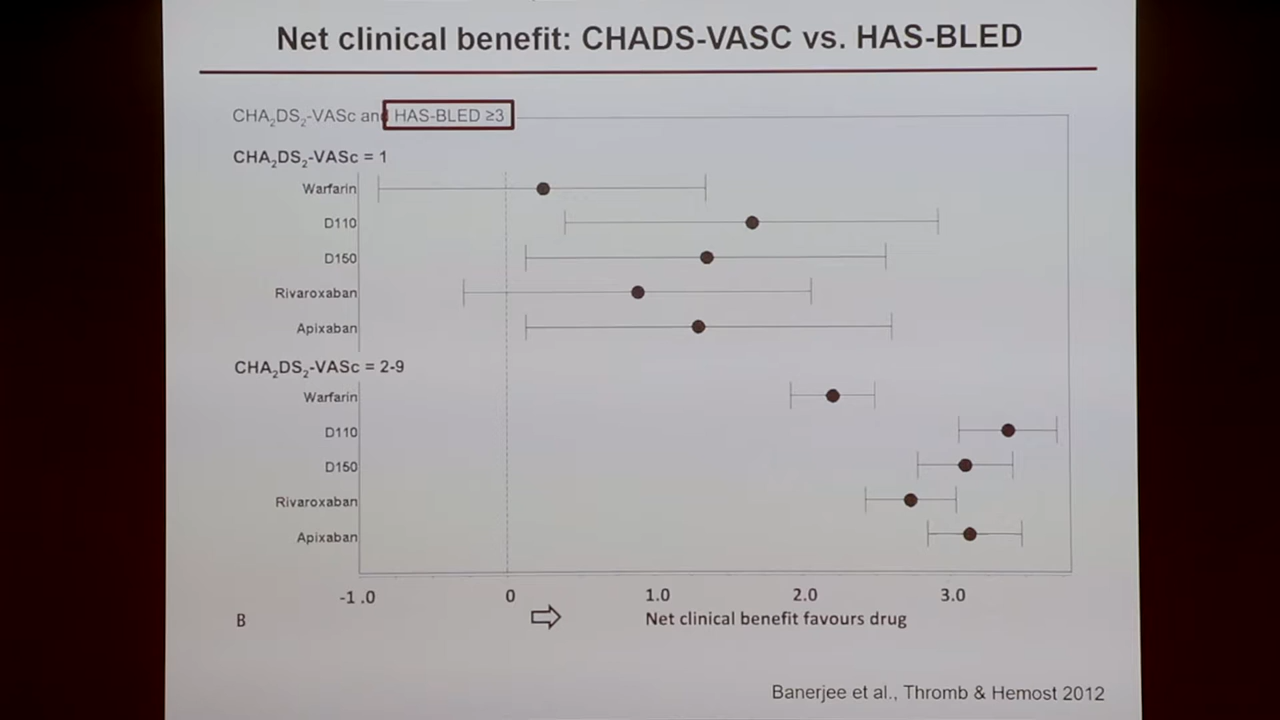 Net clinical benefit: CHADS-VASC vs. HAS-BLED
CHA₂DS₂-VASc and HAS-BLED ≥3
CHA₂DS₂-VASc = 1
Warfarin
D110
D150
Rivaroxaban
Apixaban
CHA₂DS₂-VASc = 2-9
Warfarin
D110
D150
Rivaroxaban
Apixaban
-1.0 0 1.0 2.0 3.0
B Net clinical benefit favours drug
Banerjee et al., Thromb & Hemost 2012